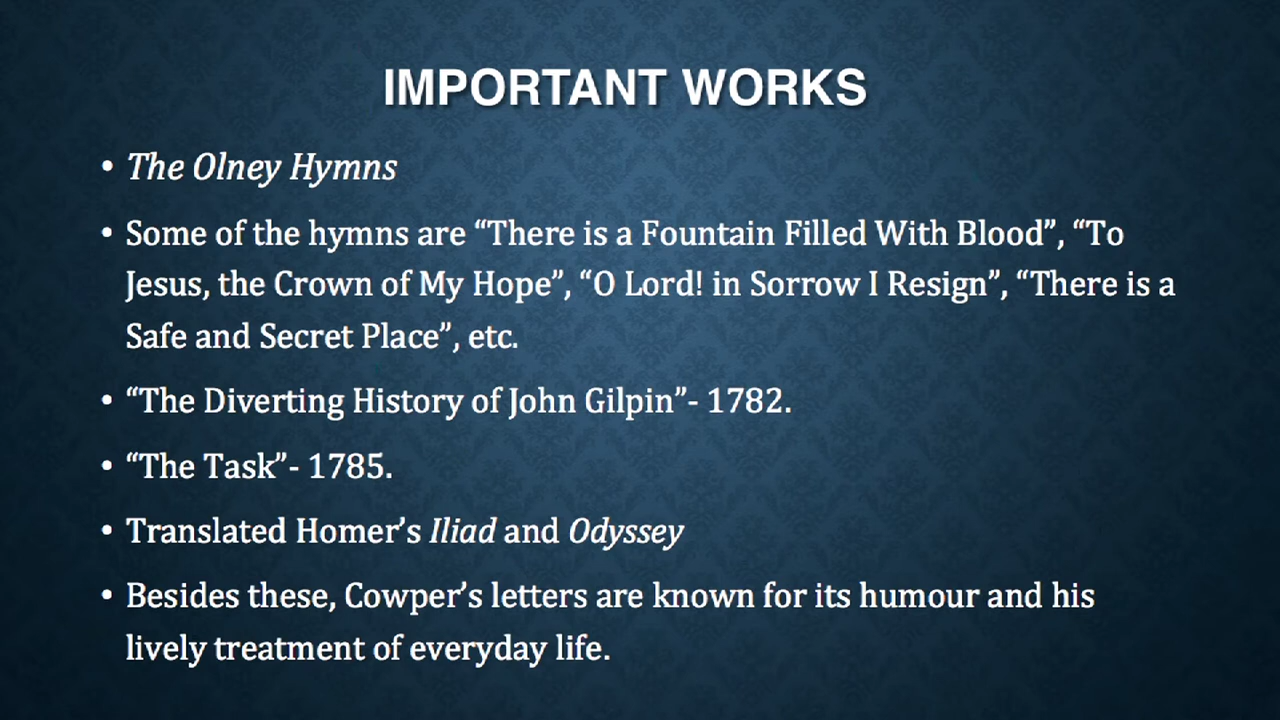 IMPORTANT WORKS
• The Olney Hymns
• Some of the hymns are “There is a Fountain Filled With Blood”, “To
Jesus, the Crown of My Hope”, “O Lord! in Sorrow I Resign”, “There is a
Safe and Secret Place”, etc.
• “The Diverting History of John Gilpin”- 1782.
• “The Task”- 1785.
• Translated Homer’s Iliad and Odyssey
• Besides these, Cowper’s letters are known for its humour and his
lively treatment of everyday life.